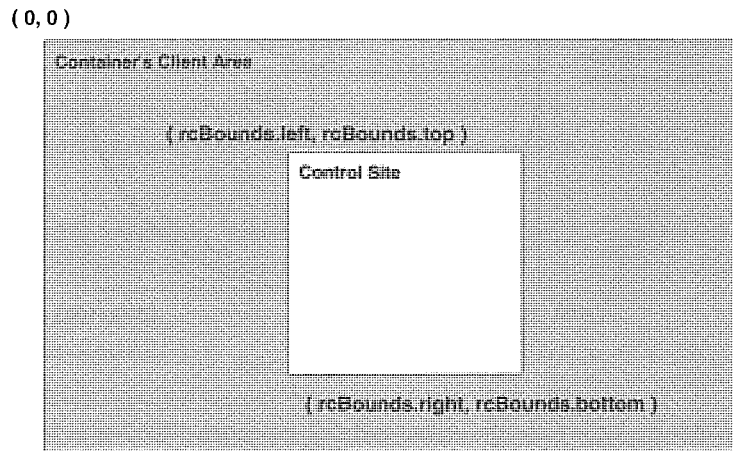 ( 0, 0 )
Container's Client Area
( rcBounds.left, rcBounds.top )
Control Site
( rcBounds.right, rcBounds.bottom )